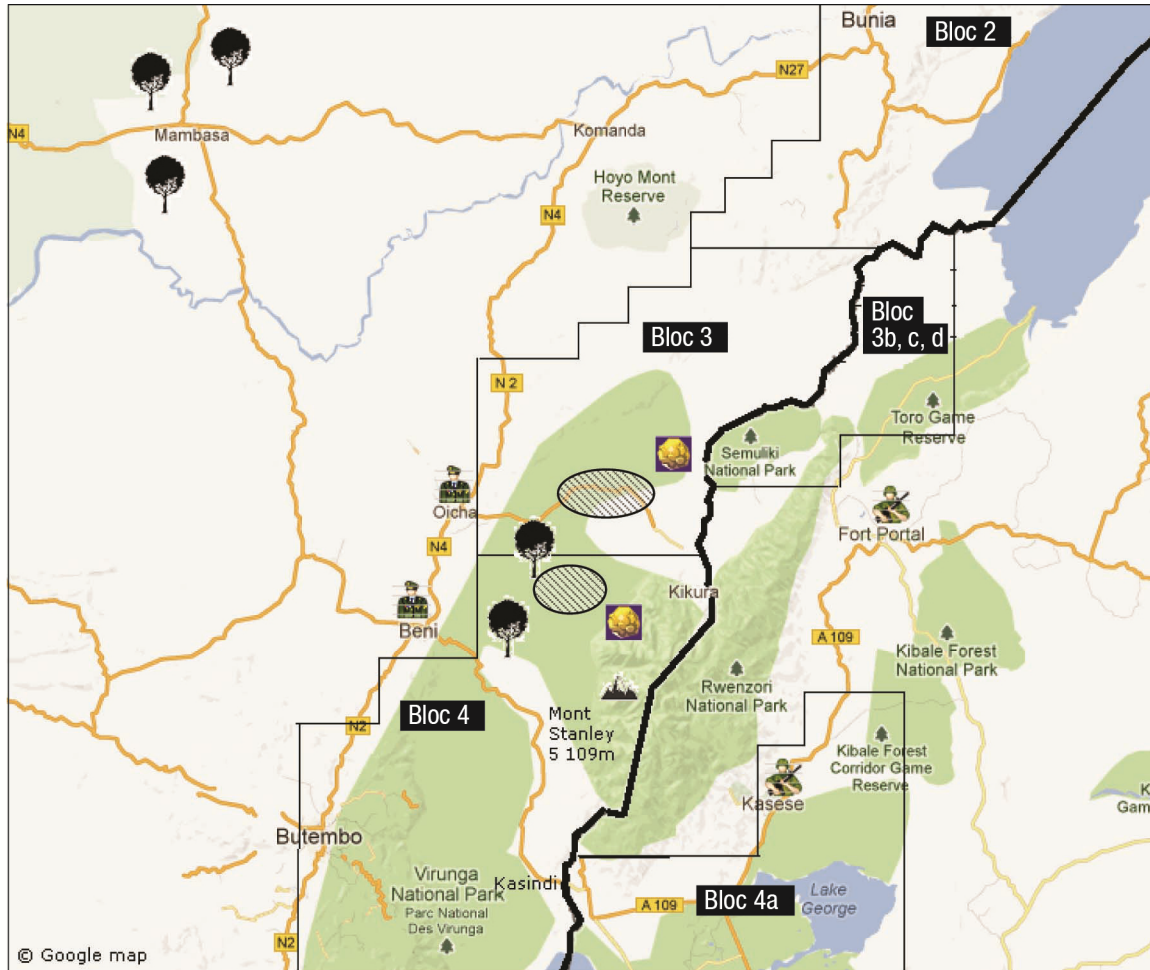 Bunia
Bloc 2
N27
N4
Mambasa
Komanda
Hoyo Mont
Reserve
N4
Bloc 3
Bloc
3b, c, d
N 2
Toro Game
Reserve
Semuliki
National Park
Oicha
Fort Portal
N4
Kikura
Beni
A 109
Kibale Forest
National Park
Rwenzori
National Park
Bloc 4
N2
Mont
Stanley
5 109m
Kibale Forest
Corridor Game
Reserve
Kasese
K
Gam
Butembo
Virunga
National Park
Parc National
Des Virunga
Kasindi
A 109
Bloc 4a
Lake
George
N2
© Google map